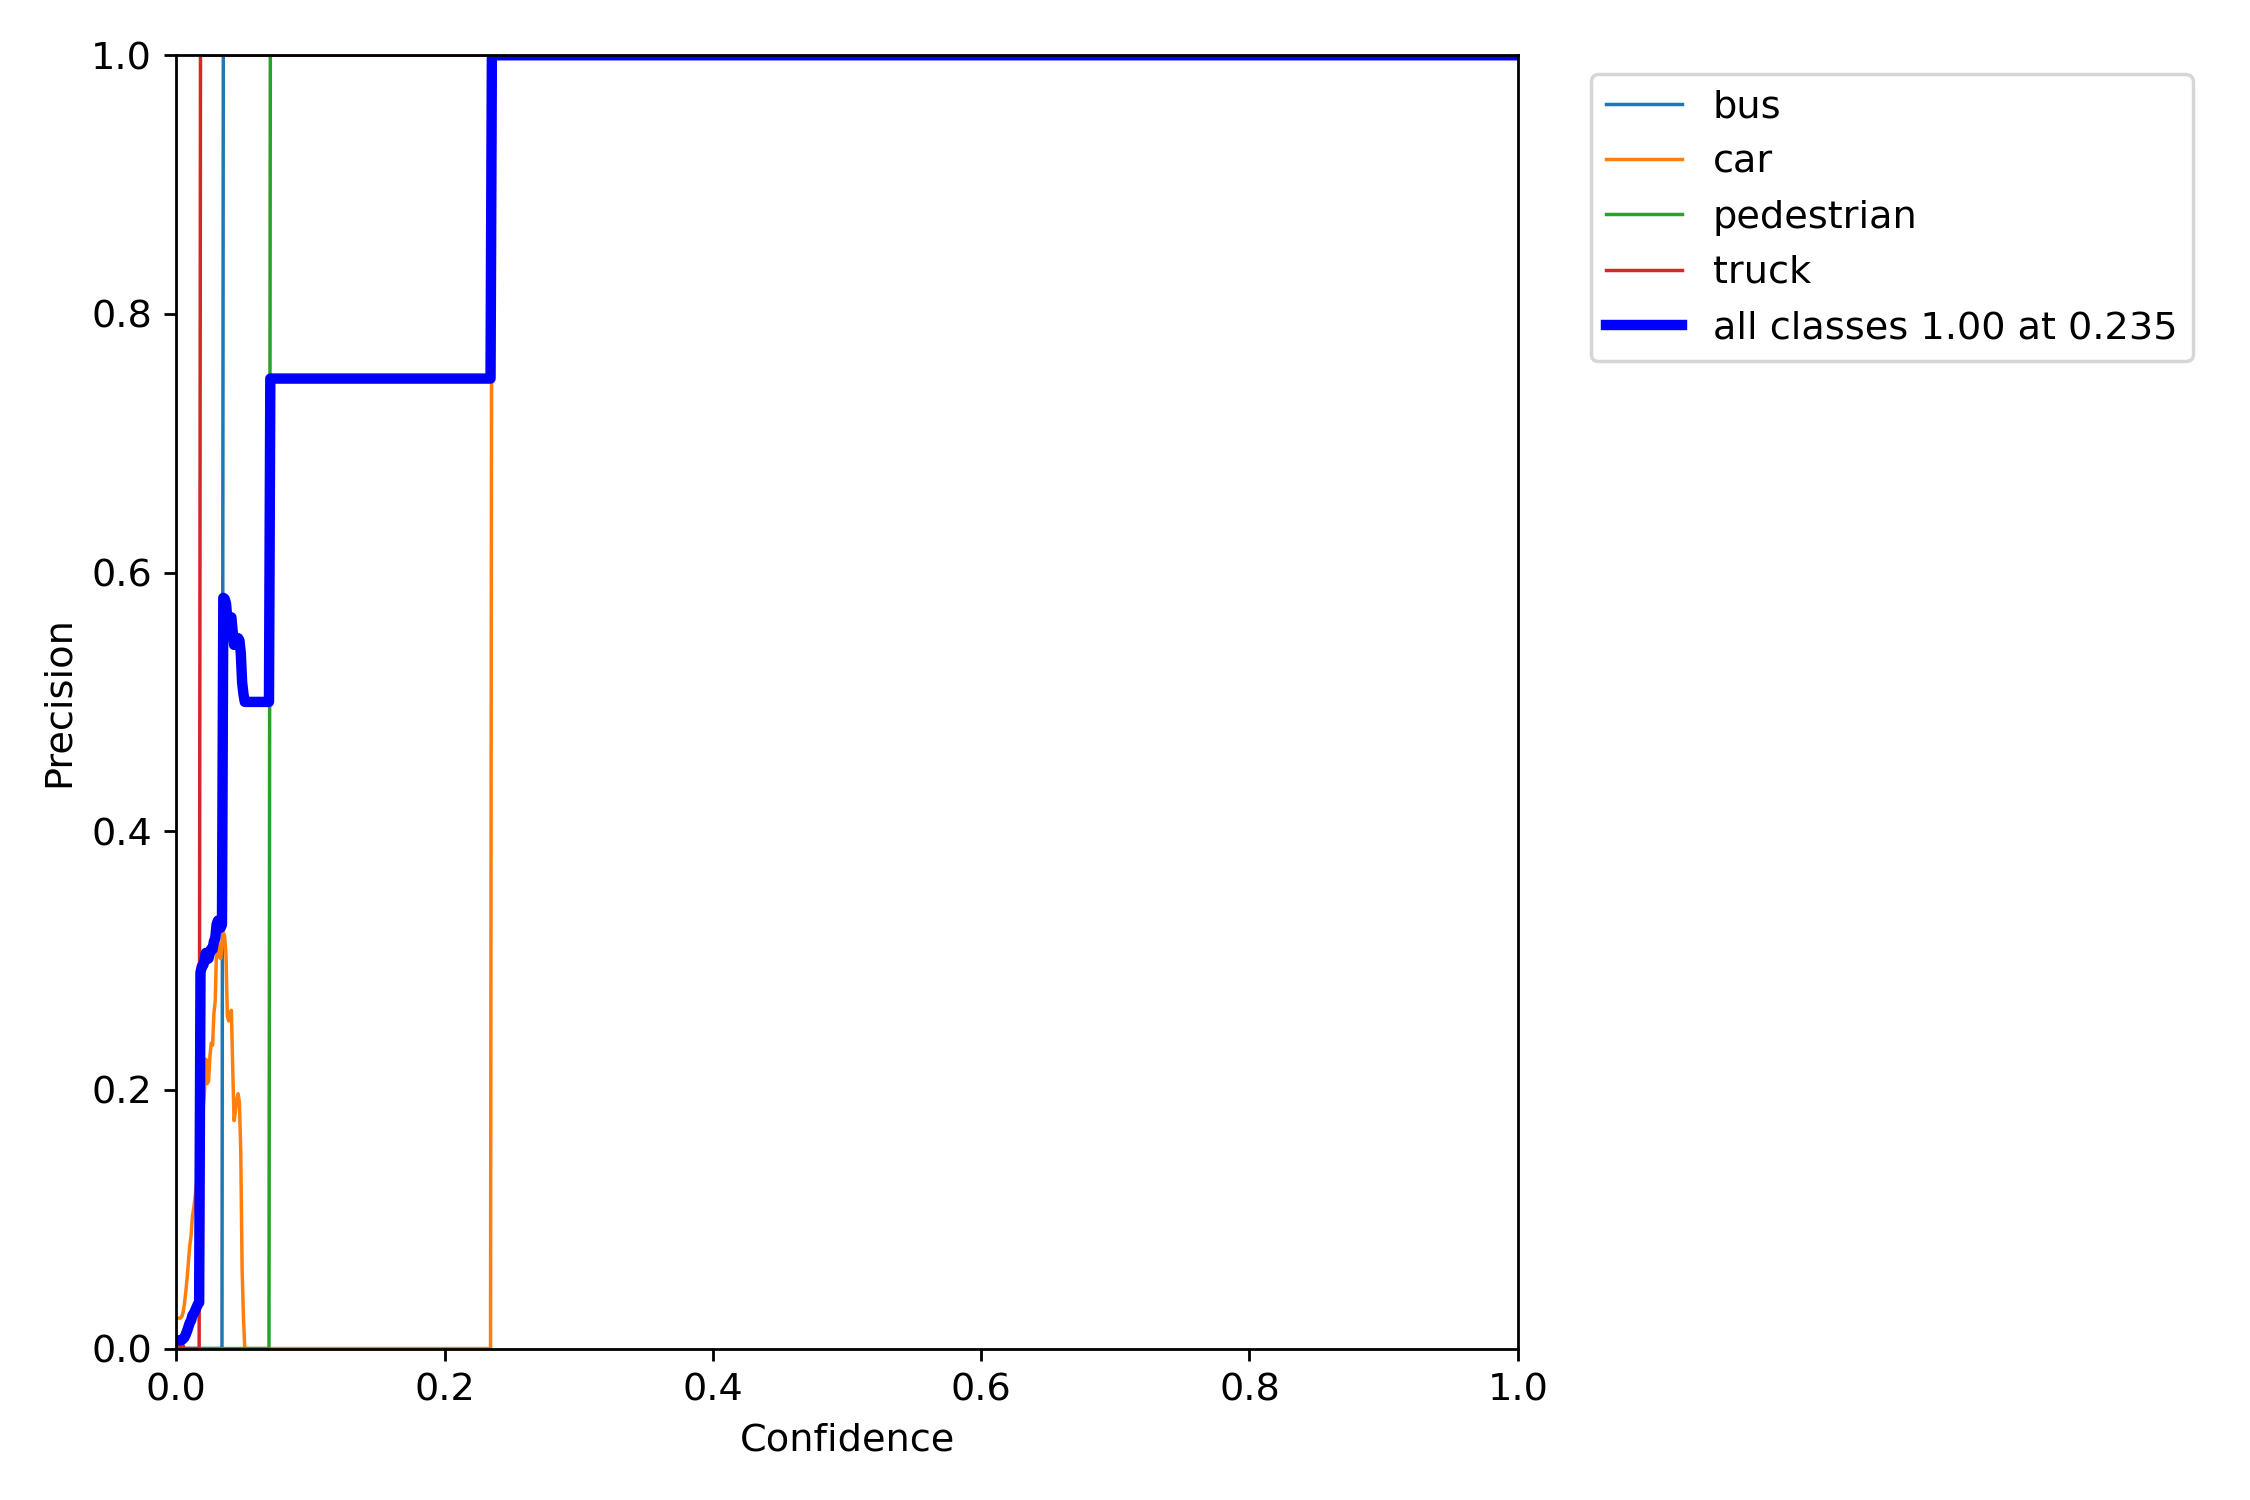 1.0
0.8
0.6
0.4
0.2
0.0
Precision
0.0 0.2 0.4 0.6 0.8 1.0
Confidence
bus
car
pedestrian
truck
all classes 1.00 at 0.235